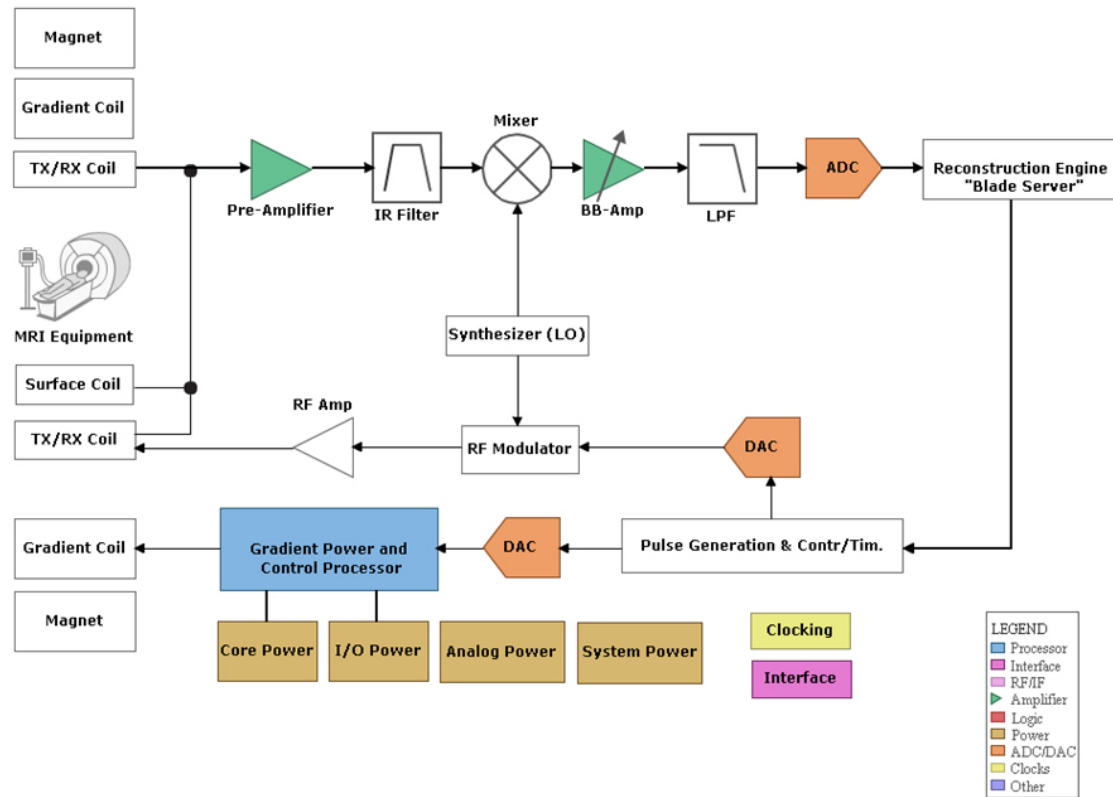 Magnet
Gradient Coil
TX/RX Coil
Pre-Amplifier
IR Filter
Mixer
BB-Amp
LPF
ADC
Reconstruction Engine
"Blade Server"
MRI Equipment
Synthesizer (LO)
Surface Coil
TX/RX Coil
RF Amp
RF Modulator
DAC
Gradient Coil
Gradient Power and
Control Processor
DAC
Pulse Generation & Contr/Tim.
Magnet
Core Power
I/O Power
Analog Power
System Power
Clocking
Interface
LEGEND
Processor
Interface
RF/IF
Amplifier
Logic
Power
ADC/DAC
Clocks
Other